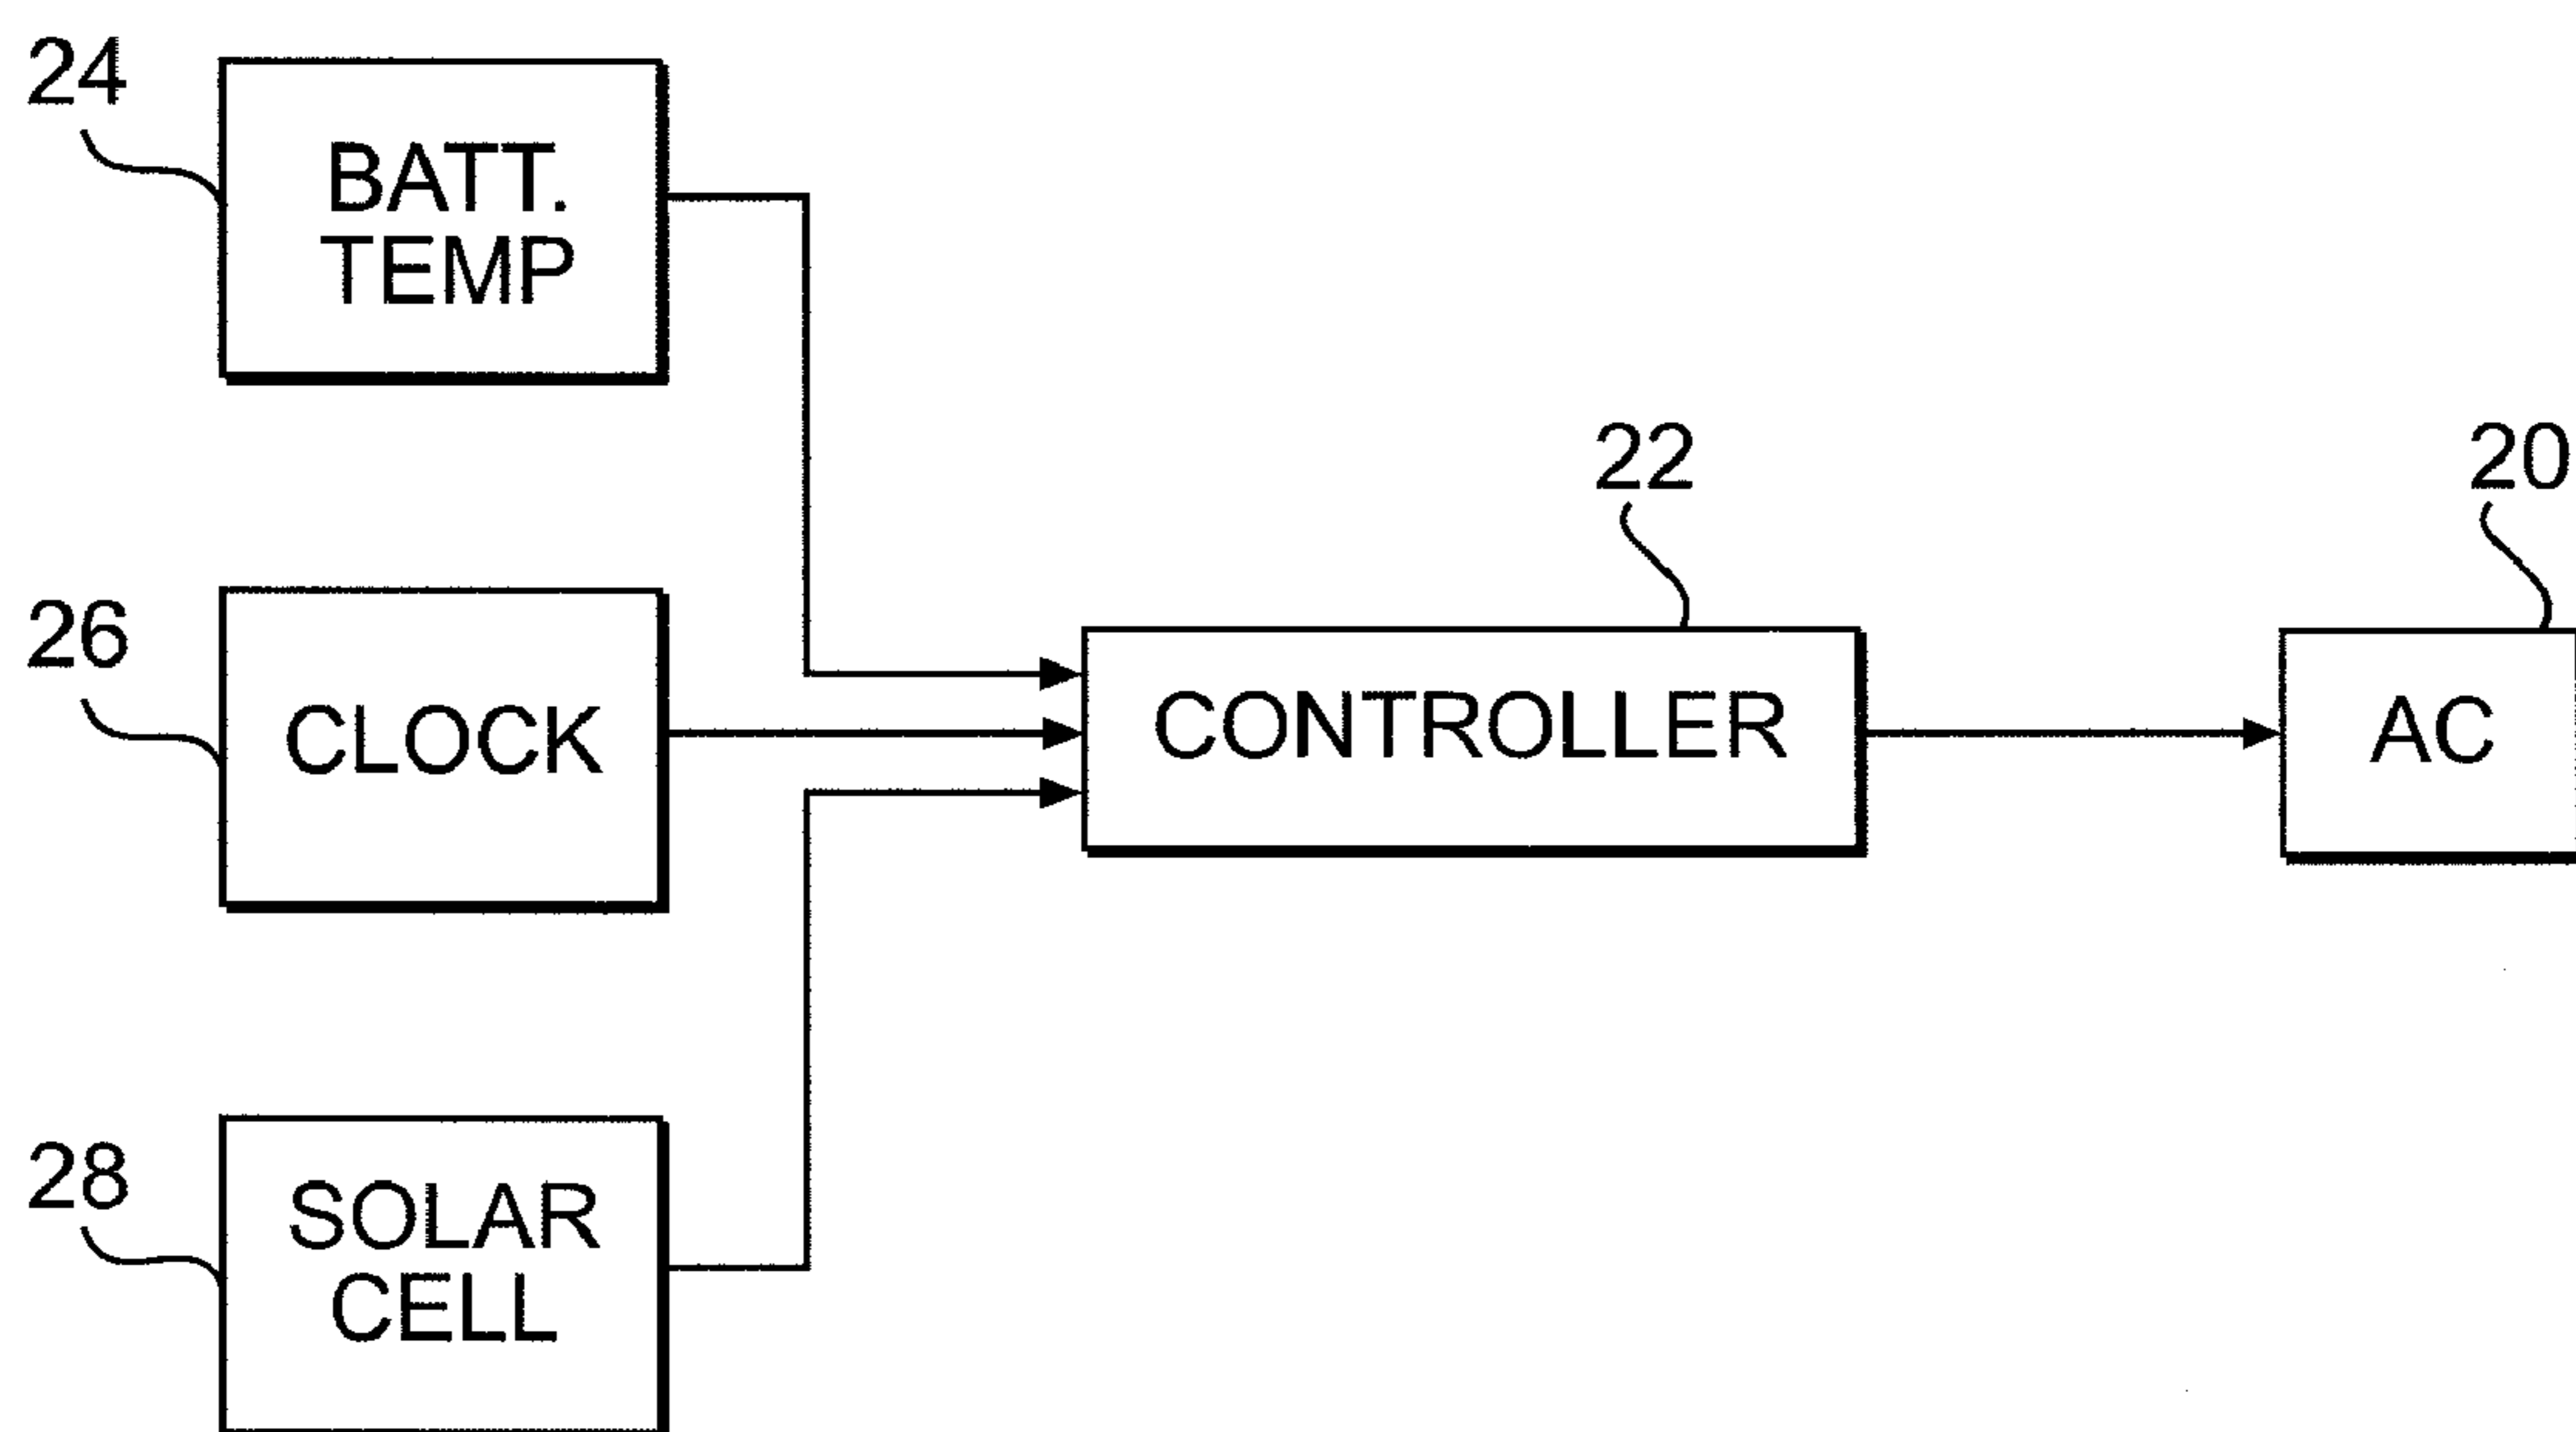 24
BATT.
TEMP
26
CLOCK
28
SOLAR
CELL
22
CONTROLLER
20
AC